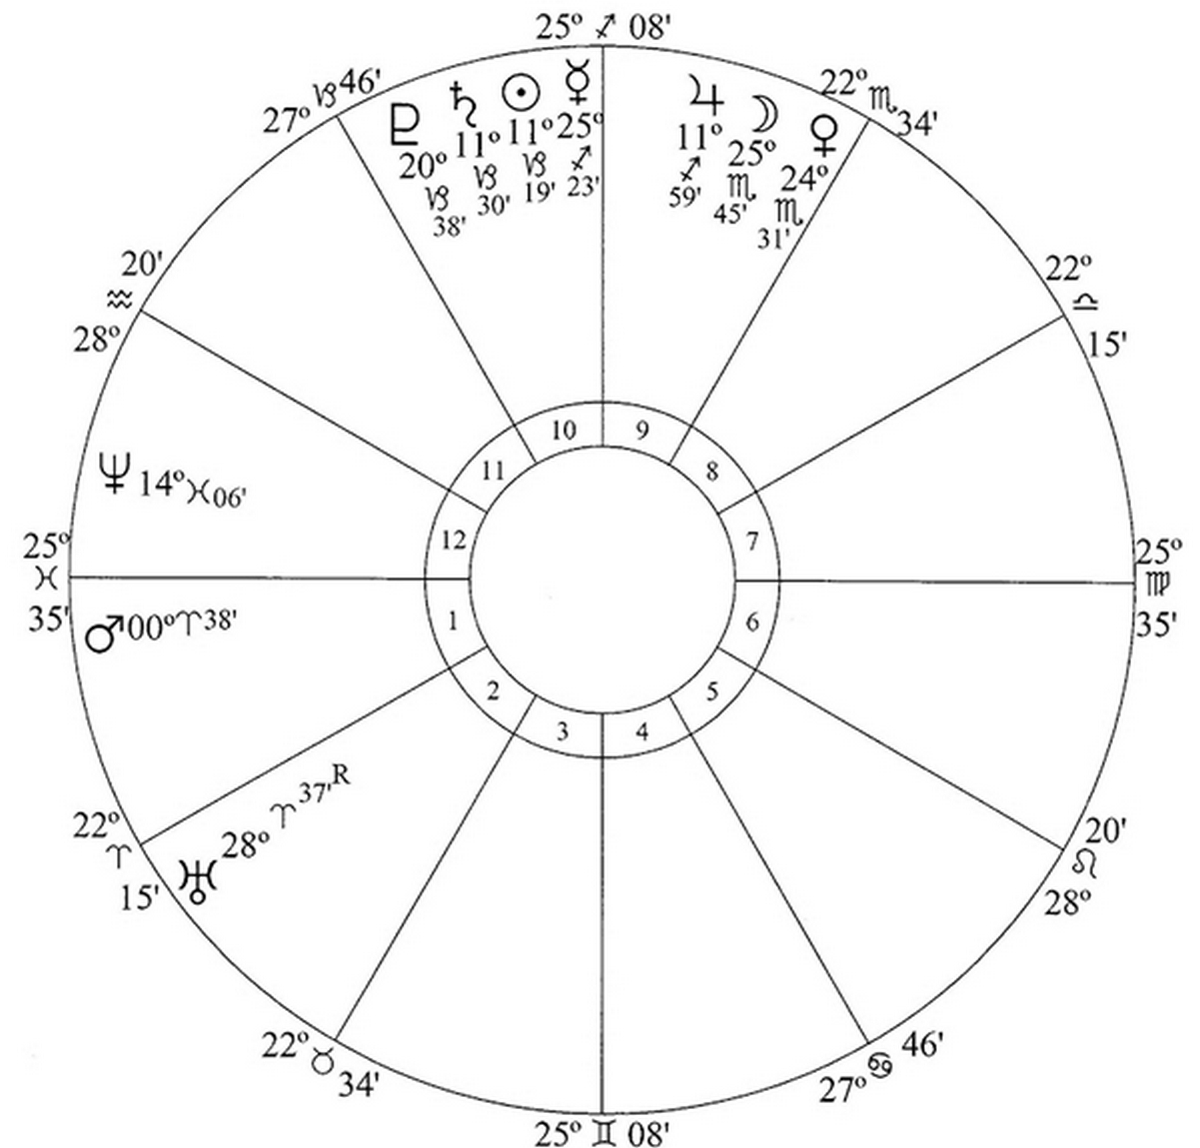 25° ♐ 08'
27° ♑ 46'
22° ♏ 34'
♇ ♄ ☉ ☿ ♃ ☽ ♀
20° 11° 11° 25° 11° 25° 24°
♑ ♑ ♑ ♐ ♐ ♏ ♏
38' 30' 19' 23' 59' 45' 31'
20'
♒
28°
22°
♎
15'
10 9
11 8
♆ 14° ♓ 06'
12 7
25°
♓
35'
25°
♍
35'
♂ 00° ♈ 38'
1 6
2 5
3 4
22°
♈
15'
♅ 28° ♈ 37' R
20'
♌
28°
22° ♉ 34'
27° ♋ 46'
25° ♊ 08'